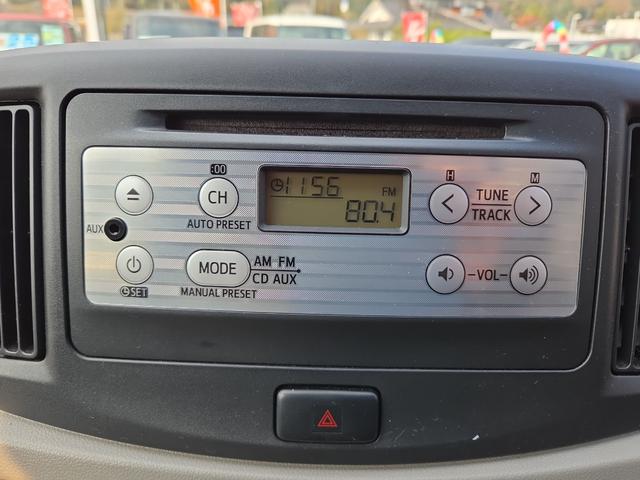 :00
CH
AUTO PRESET
AUX
SET
MODE
MANUAL PRESET
AM FM
CD AUX
11:56
FM
80.4
H
M
TUNE
TRACK
-VOL-